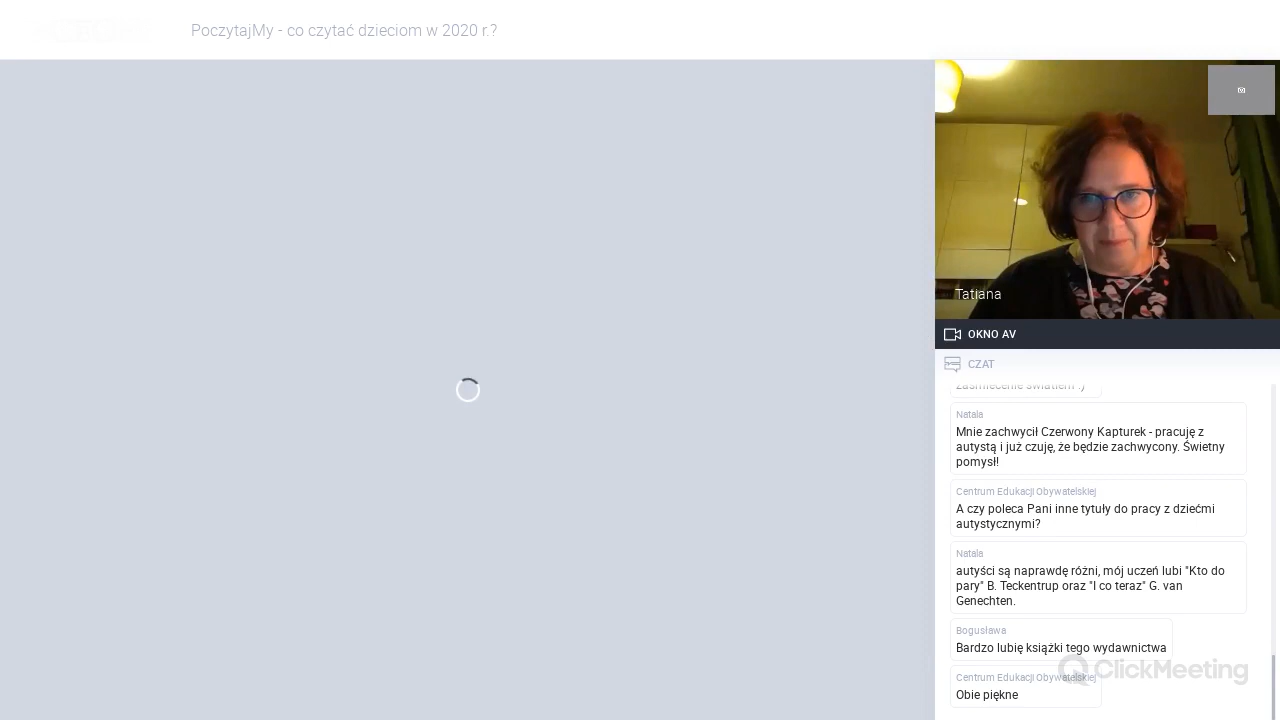 PoczytajMy - co czytać dzieciom w 2020 r.?
Tatiana
OKNO AV
CZAT
zaśmiecenie światłem :)
Natala
Mnie zachwycił Czerwony Kapturek - pracuję z
autystą i już czuję, że będzie zachwycony. Świetny
pomysł!
Centrum Edukacji Obywatelskiej
A czy poleca Pani inne tytuły do pracy z dziećmi
autystycznymi?
Natala
autyści są naprawdę różni, mój uczeń lubi "Kto do
pary" B. Teckentrup oraz "I co teraz" G. van
Genechten.
Bogusława
Bardzo lubię książki tego wydawnictwa
Centrum Edukacji Obywatelskiej
Obie piękne
ClickMeeting